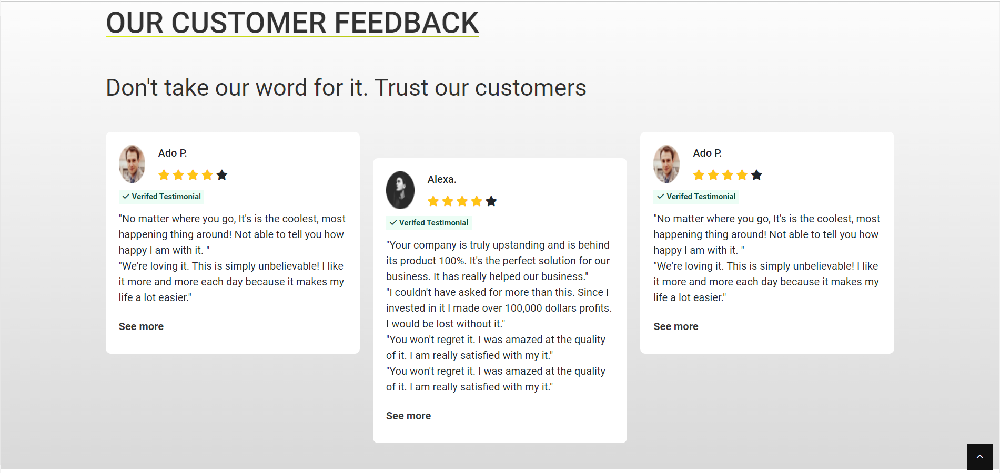 OUR CUSTOMER FEEDBACK
Don't take our word for it. Trust our customers
Ado P.
Verifed Testimonial
"No matter where you go, It's is the coolest, most
happening thing around! Not able to tell you how
happy I am with it. "
"We're loving it. This is simply unbelievable! I like
it more and more each day because it makes my
life a lot easier."
See more
Alexa.
Verifed Testimonial
"Your company is truly upstanding and is behind
its product 100%. It's the perfect solution for our
business. It has really helped our business."
"I couldn't have asked for more than this. Since I
invested in it I made over 100,000 dollars profits.
I would be lost without it."
"You won't regret it. I was amazed at the quality
of it. I am really satisfied with my it."
"You won't regret it. I was amazed at the quality
of it. I am really satisfied with my it."
See more
Ado P.
Verifed Testimonial
"No matter where you go, It's is the coolest, most
happening thing around! Not able to tell you how
happy I am with it. "
"We're loving it. This is simply unbelievable! I like
it more and more each day because it makes my
life a lot easier."
See more